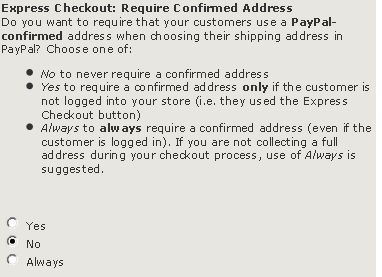 Express Checkout: Require Confirmed Address
Do you want to require that your customers use a PayPal-
confirmed address when choosing their shipping address in
PayPal? Choose one of:
No to never require a confirmed address
Yes to require a confirmed address only if the customer is
not logged into your store (i.e. they used the Express
Checkout button)
Always to always require a confirmed address (even if the
customer is logged in). If you are not collecting a full
address during your checkout process, use of Always is
suggested.
Yes
No
Always